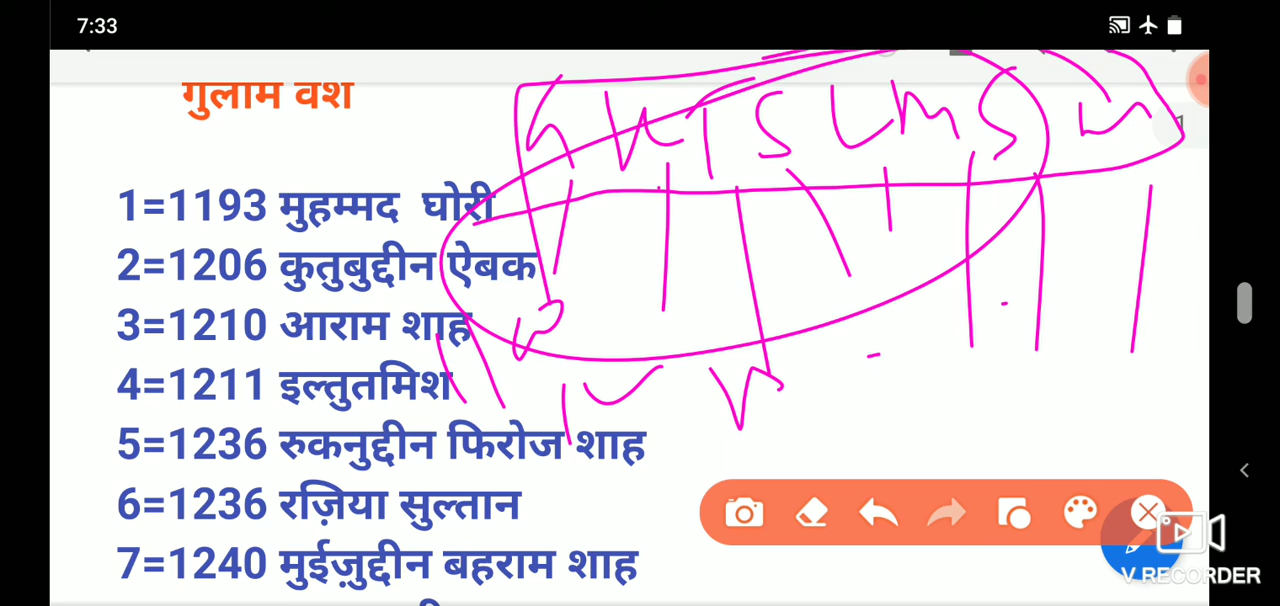 7:33
गुलाम वंश
1=1193 मुहम्मद घोरी
2=1206 कुतुबुद्दीन ऐबक
3=1210 आराम शाह
4=1211 इल्तुतमिश
5=1236 रुकनुद्दीन फिरोज शाह
6=1236 रज़िया सुल्तान
7=1240 मुईज़ुद्दीन बहराम शाह
V RECORDER